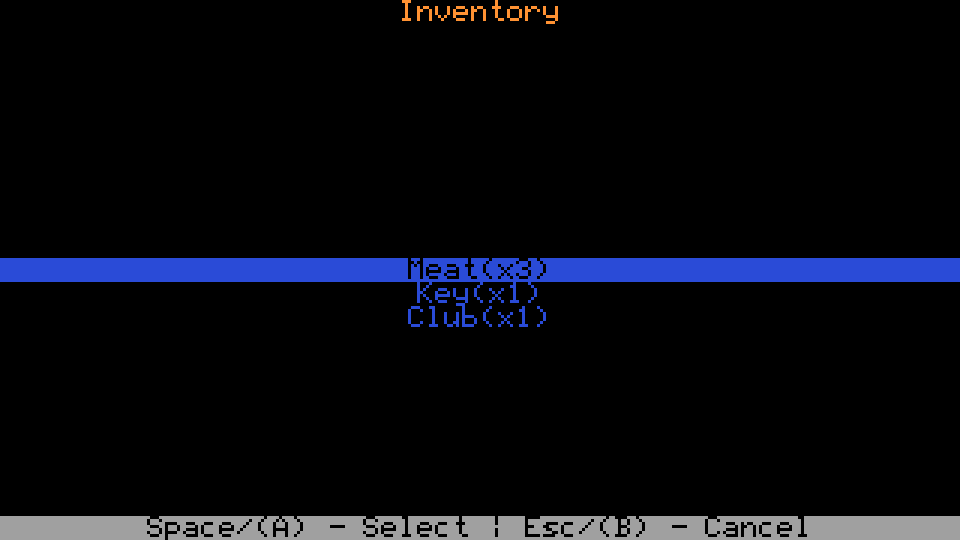 Inventory
Meat(x3)
Key(x1)
Club(x1)
Space/(A) - Select | Esc/(B) - Cancel